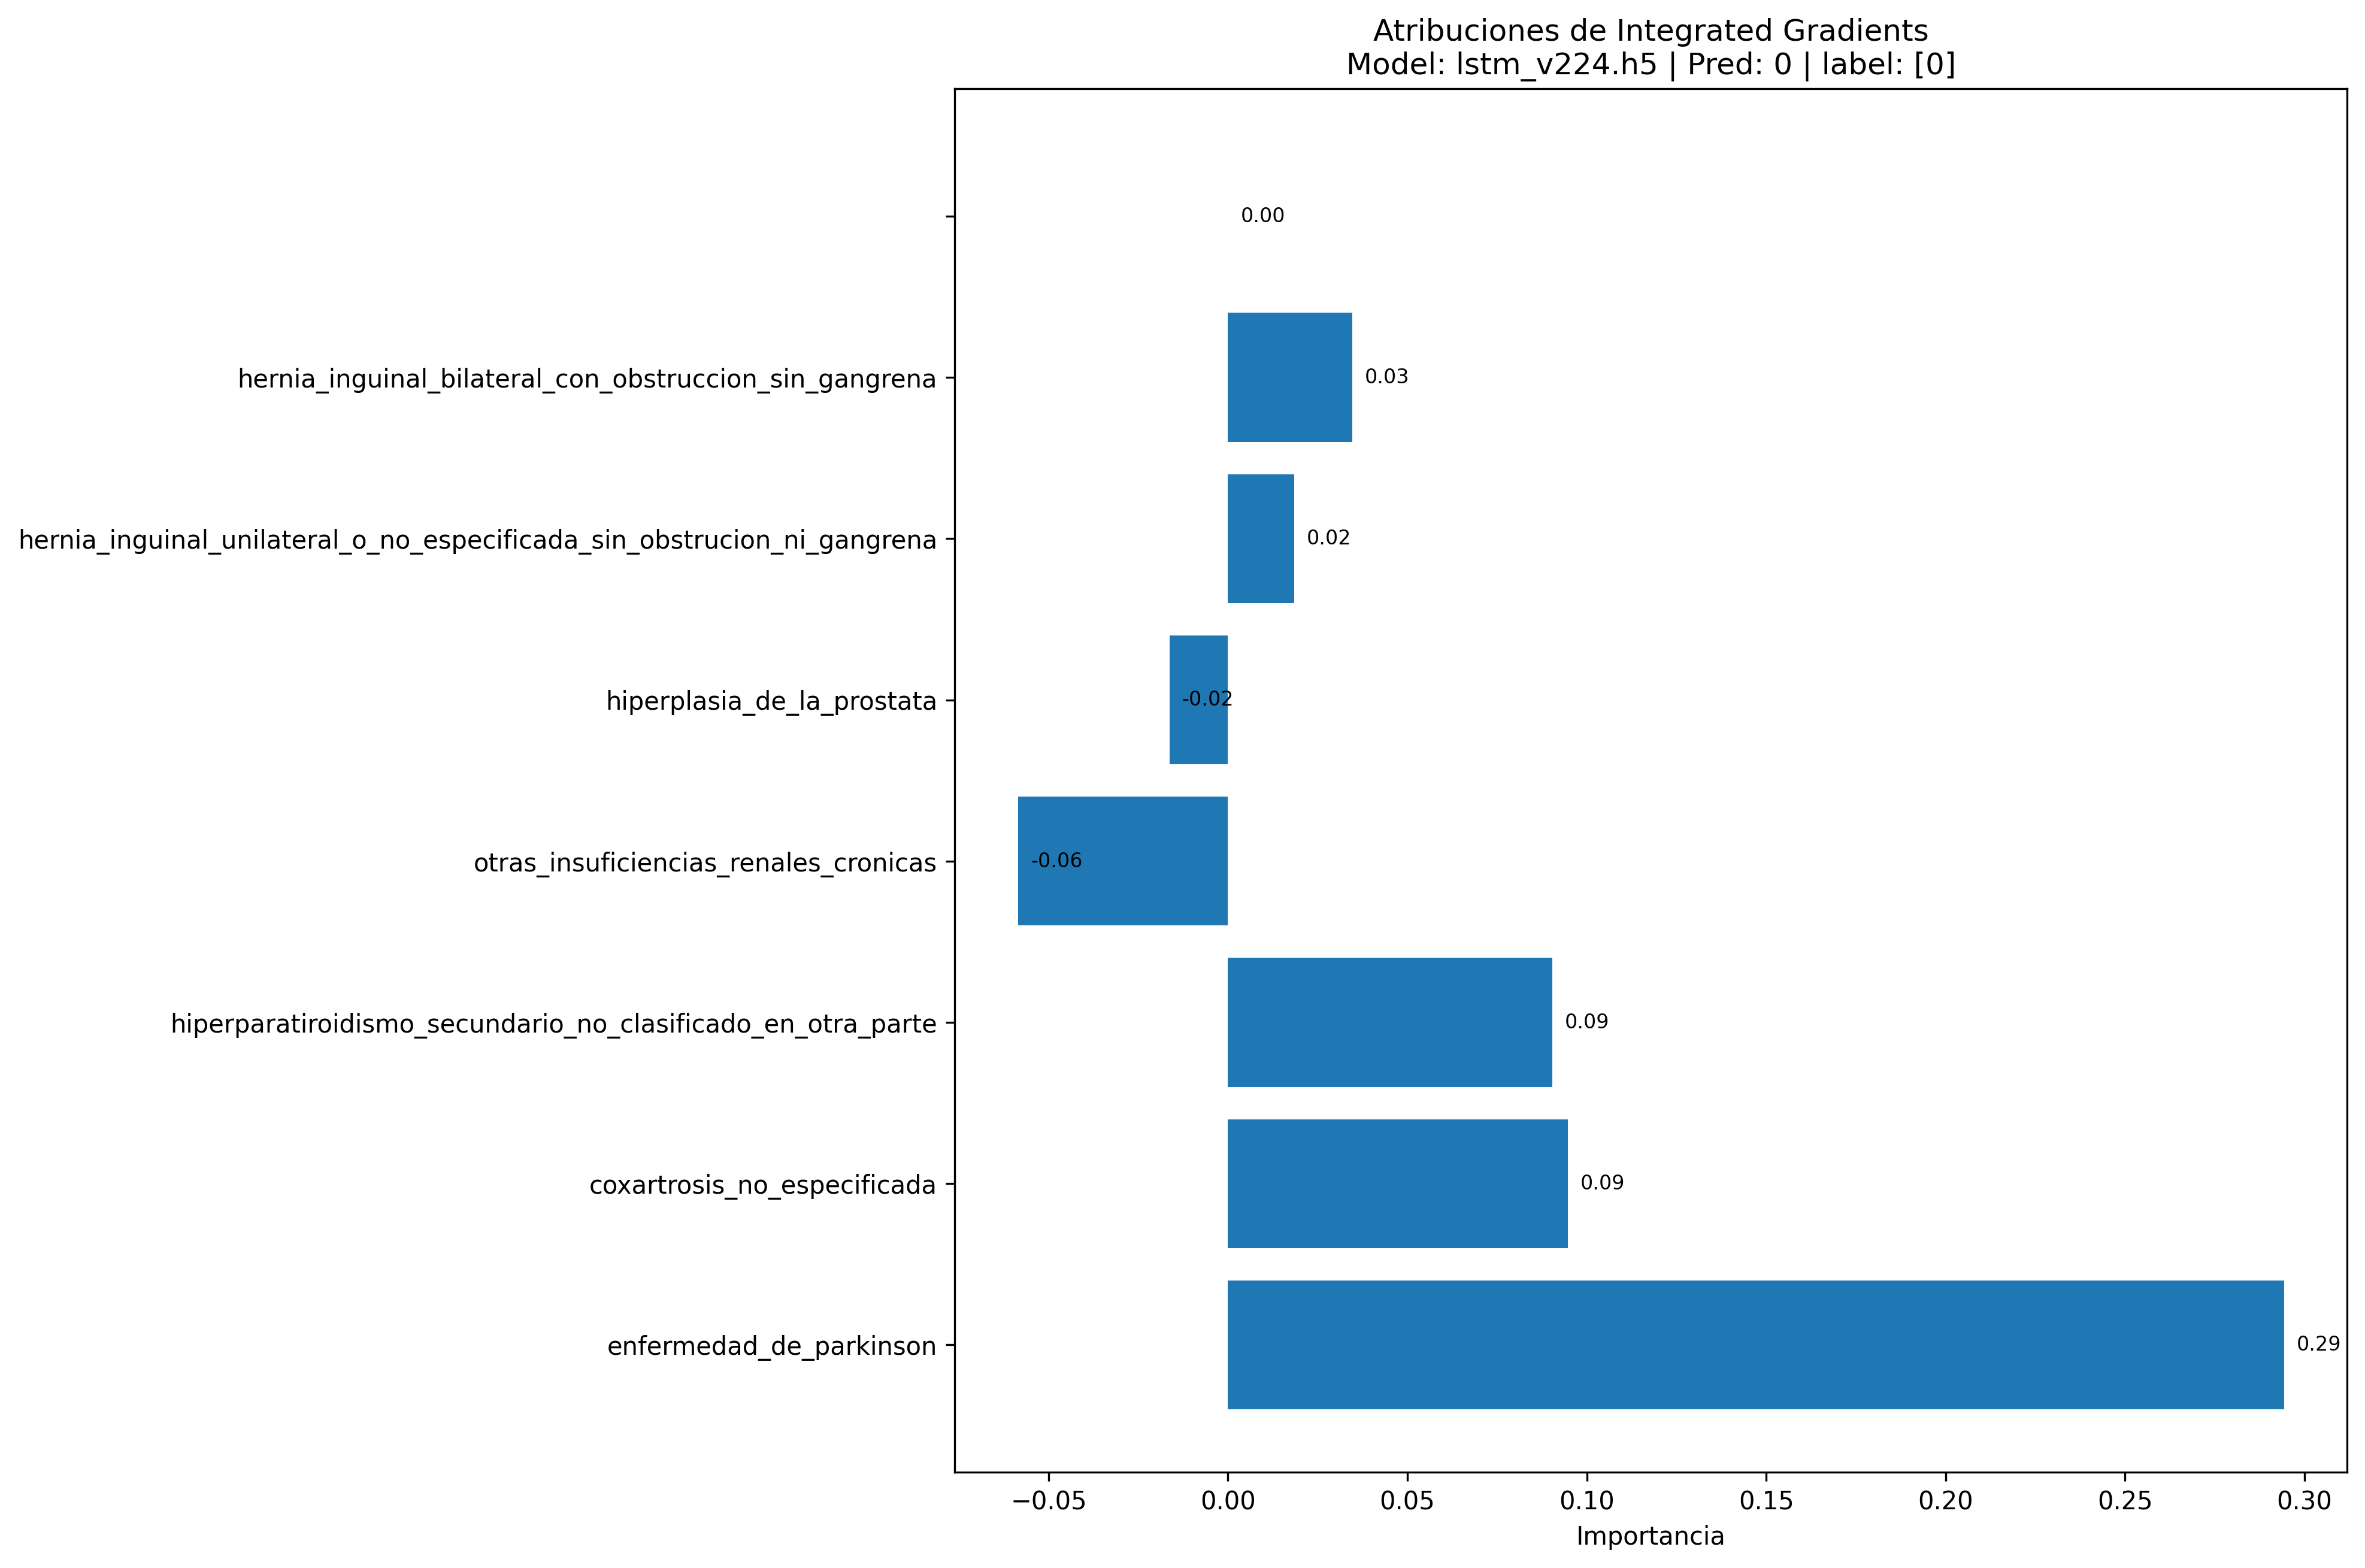 Atribuciones de Integrated Gradients
Model: lstm_v224.h5 | Pred: 0 | label: [0]
0.00
hernia_inguinal_bilateral_con_obstruccion_sin_gangrena
0.03
hernia_inguinal_unilateral_o_no_especificada_sin_obstrucion_ni_gangrena
0.02
hiperplasia_de_la_prostata
-0.02
otras_insuficiencias_renales_cronicas
-0.06
hiperparatiroidismo_secundario_no_clasificado_en_otra_parte
0.09
coxartrosis_no_especificada
0.09
enfermedad_de_parkinson
0.29
−0.05 0.00 0.05 0.10 0.15 0.20 0.25 0.30
Importancia